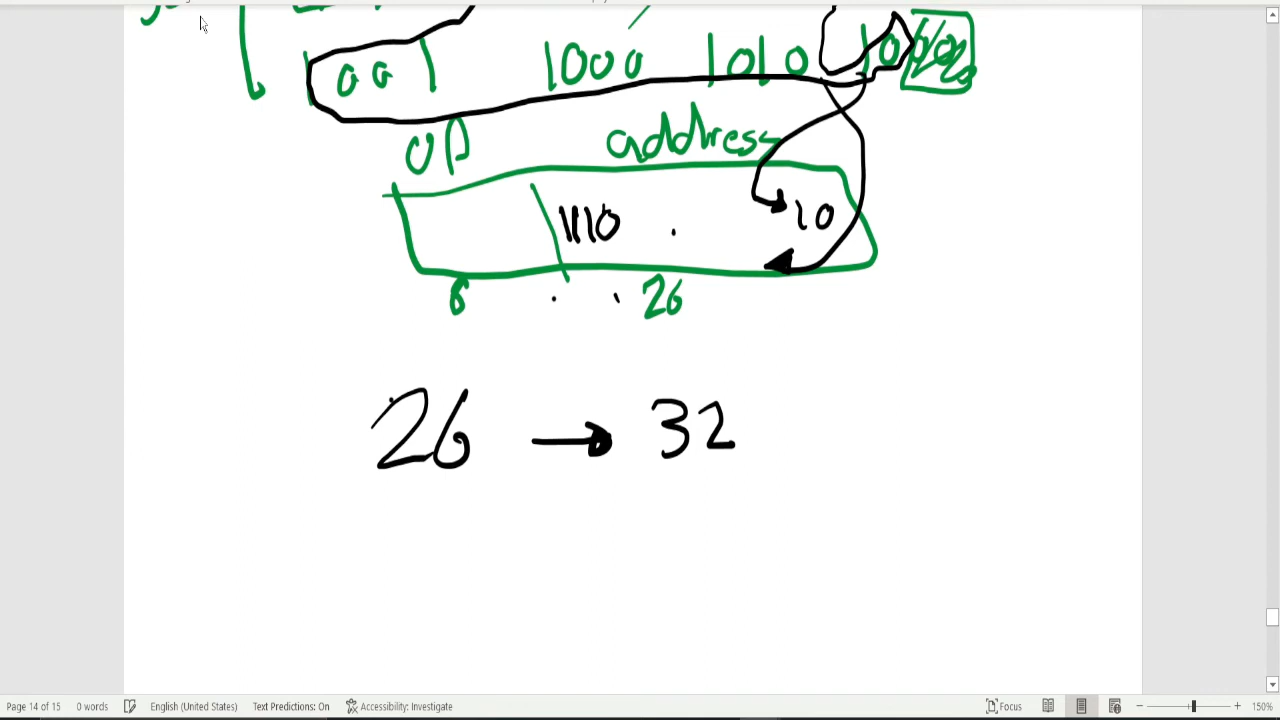 001 1000 1010 10
OP address
1110 10
6 26
26 → 32
Page 14 of 15 0 words English (United States) Text Predictions: On Accessibility: Investigate Focus 150%